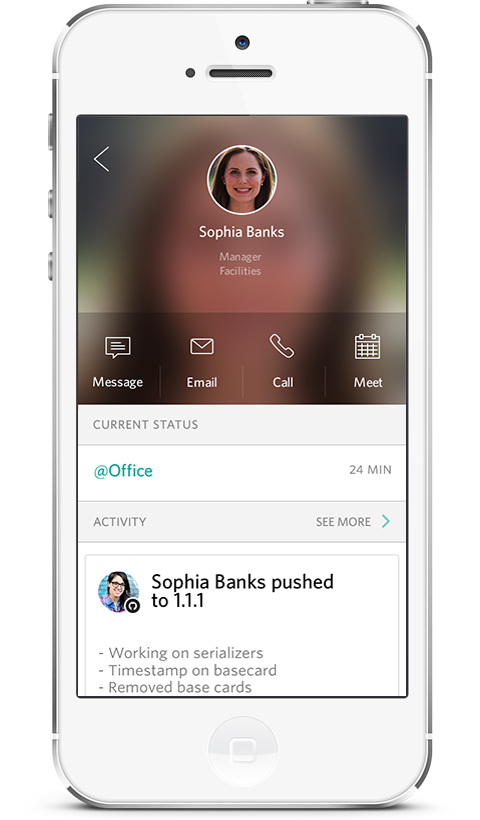 Sophia Banks
Manager
Facilities
Message Email Call Meet
CURRENT STATUS
@Office 24 MIN
ACTIVITY SEE MORE
Sophia Banks pushed
to 1.1.1
- Working on serializers
- Timestamp on basecard
- Removed base cards